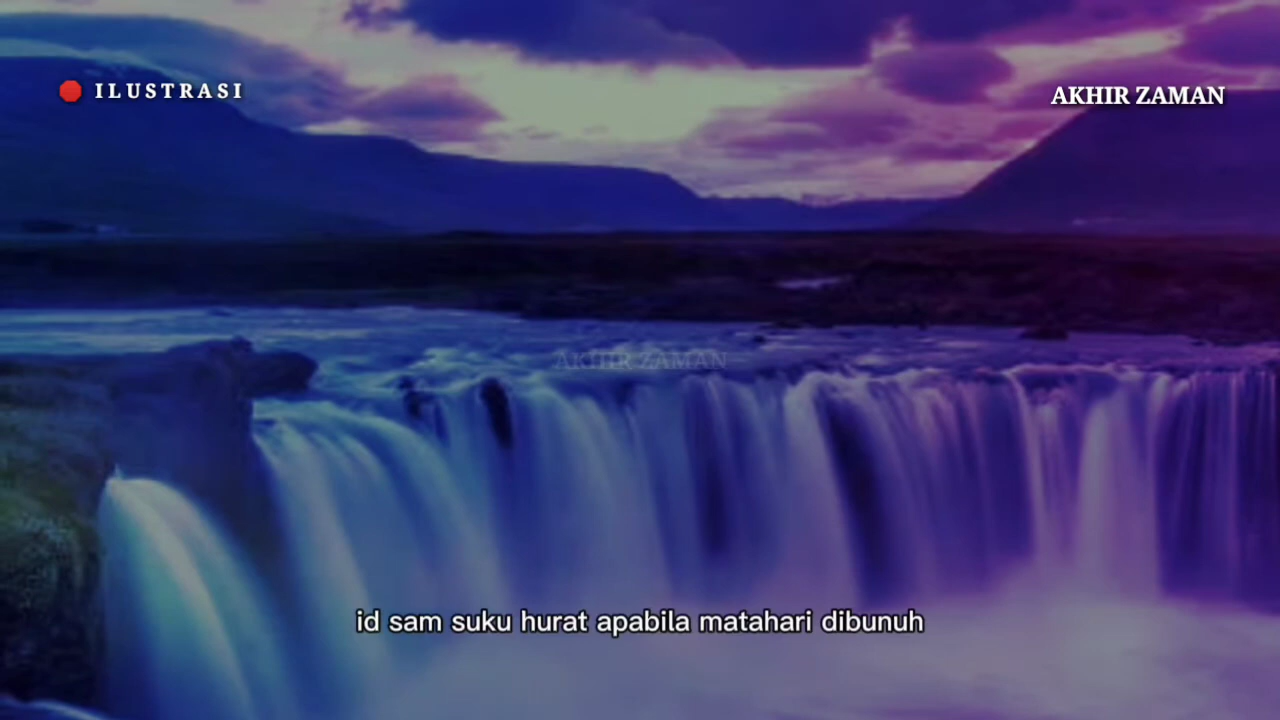 ILUSTRASI
AKHIR ZAMAN
AKHIR ZAMAN
id sam suku hurat apabila matahari dibunuh